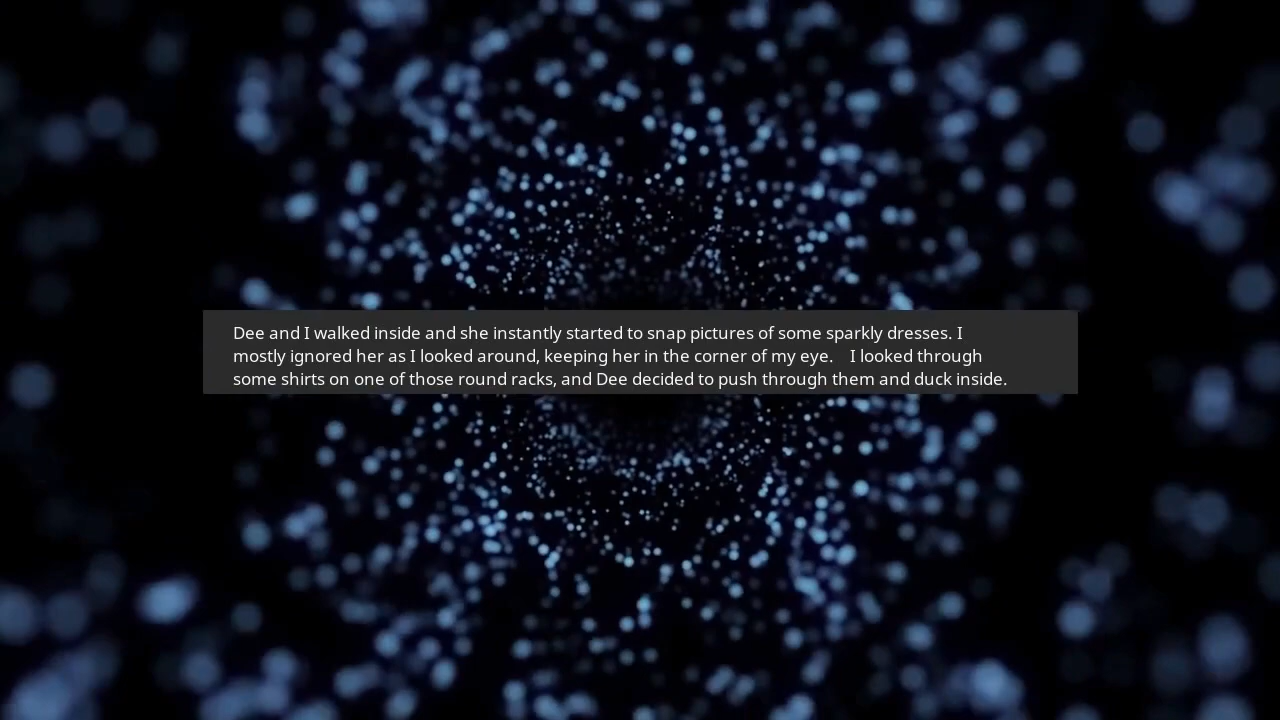 Dee and I walked inside and she instantly started to snap pictures of some sparkly dresses. I
mostly ignored her as I looked around, keeping her in the corner of my eye.    I looked through
some shirts on one of those round racks, and Dee decided to push through them and duck inside.